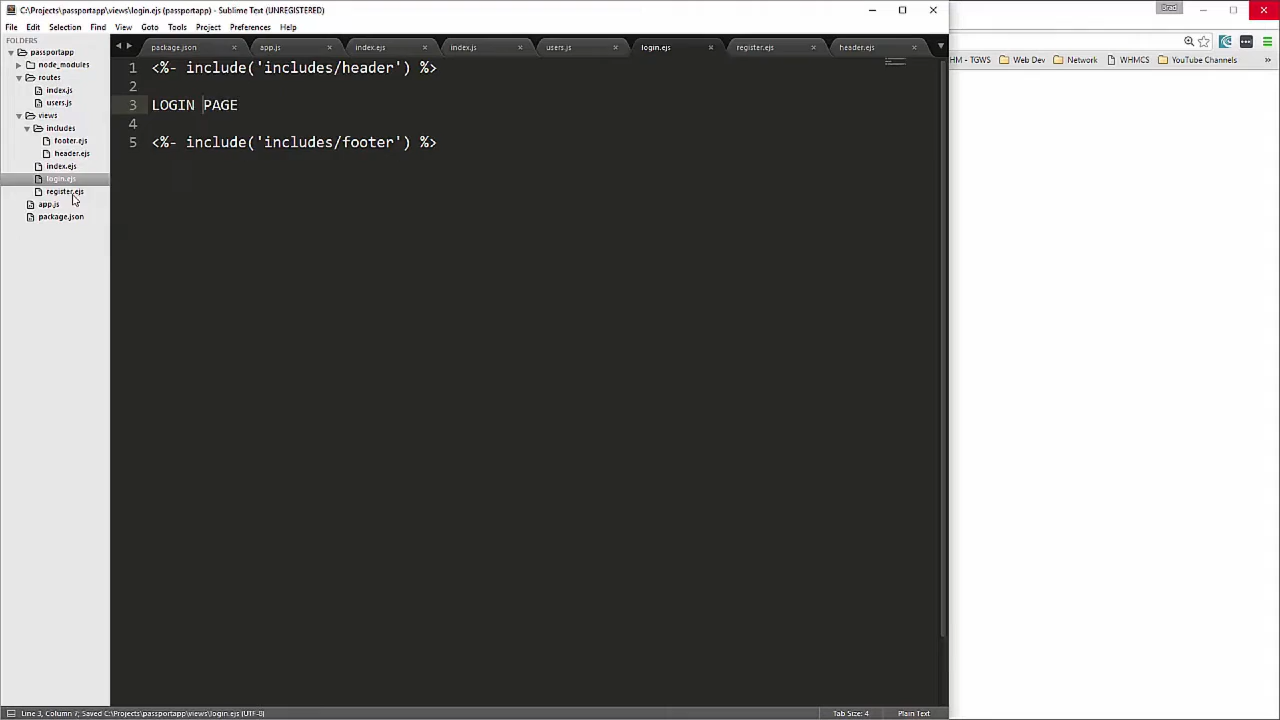 C:\Projects\passportapp\views\login.ejs (passportapp) - Sublime Text (UNREGISTERED)
Brad
File Edit Selection Find View Goto Tools Project Preferences Help
FOLDERS
passportapp
node_modules
routes
index.js
users.js
views
includes
footer.ejs
header.ejs
index.ejs
login.ejs
register.ejs
app.js
package.json
package.json app.js index.ejs index.js users.js login.ejs register.ejs header.ejs
1 <%- include('includes/header') %>
2
3 LOGIN PAGE
4
5 <%- include('includes/footer') %>
HM - TGWS Web Dev Network WHMCS YouTube Channels »
Line 3, Column 7; Saved C:\Projects\passportapp\views\login.ejs (UTF-8)
Tab Size: 4 Plain Text